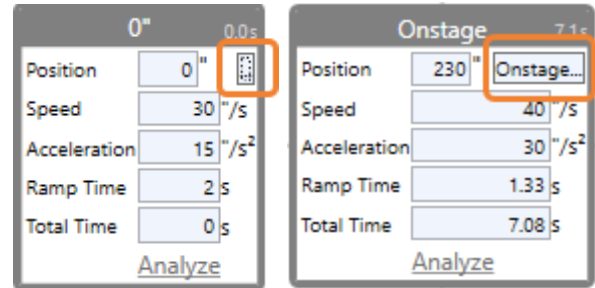 0" 0.0s
Position 0 "
Speed 30 "/s
Acceleration 15 "/s²
Ramp Time 2 s
Total Time 0 s
Analyze
Onstage 7.1s
Position 230 " Onstage...
Speed 40 "/s
Acceleration 30 "/s²
Ramp Time 1.33 s
Total Time 7.08 s
Analyze